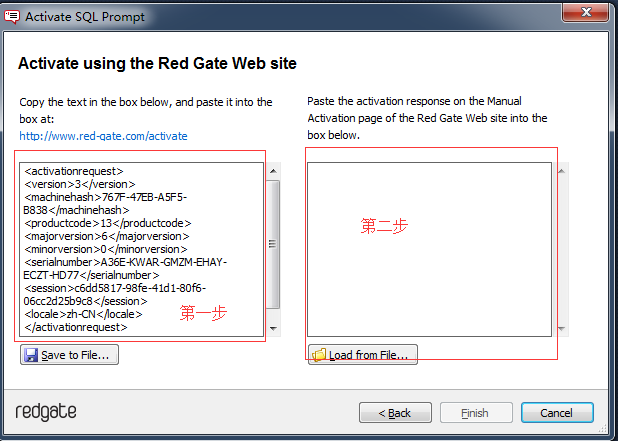 Activate SQL Prompt
Activate using the Red Gate Web site
Copy the text in the box below, and paste it into the
box at:
http://www.red-gate.com/activate
<activationrequest>
<version>3</version>
<machinehash>767F-47EB-A5F5-
B838</machinehash>
<productcode>13</productcode>
<majorversion>6</majorversion>
<minorversion>0</minorversion>
<serialnumber>A36E-KWAR-GMZM-EHAY-
ECZT-HD77</serialnumber>
<session>c6dd5817-98fe-41d1-80f6-
06cc2d25b9c8</session>
<locale>zh-CN</locale>
</activationrequest>
第一步
Save to File...
Paste the activation response on the Manual
Activation page of the Red Gate Web site into the
box below.
第二步
Load from File...
redgate
< Back
Finish
Cancel